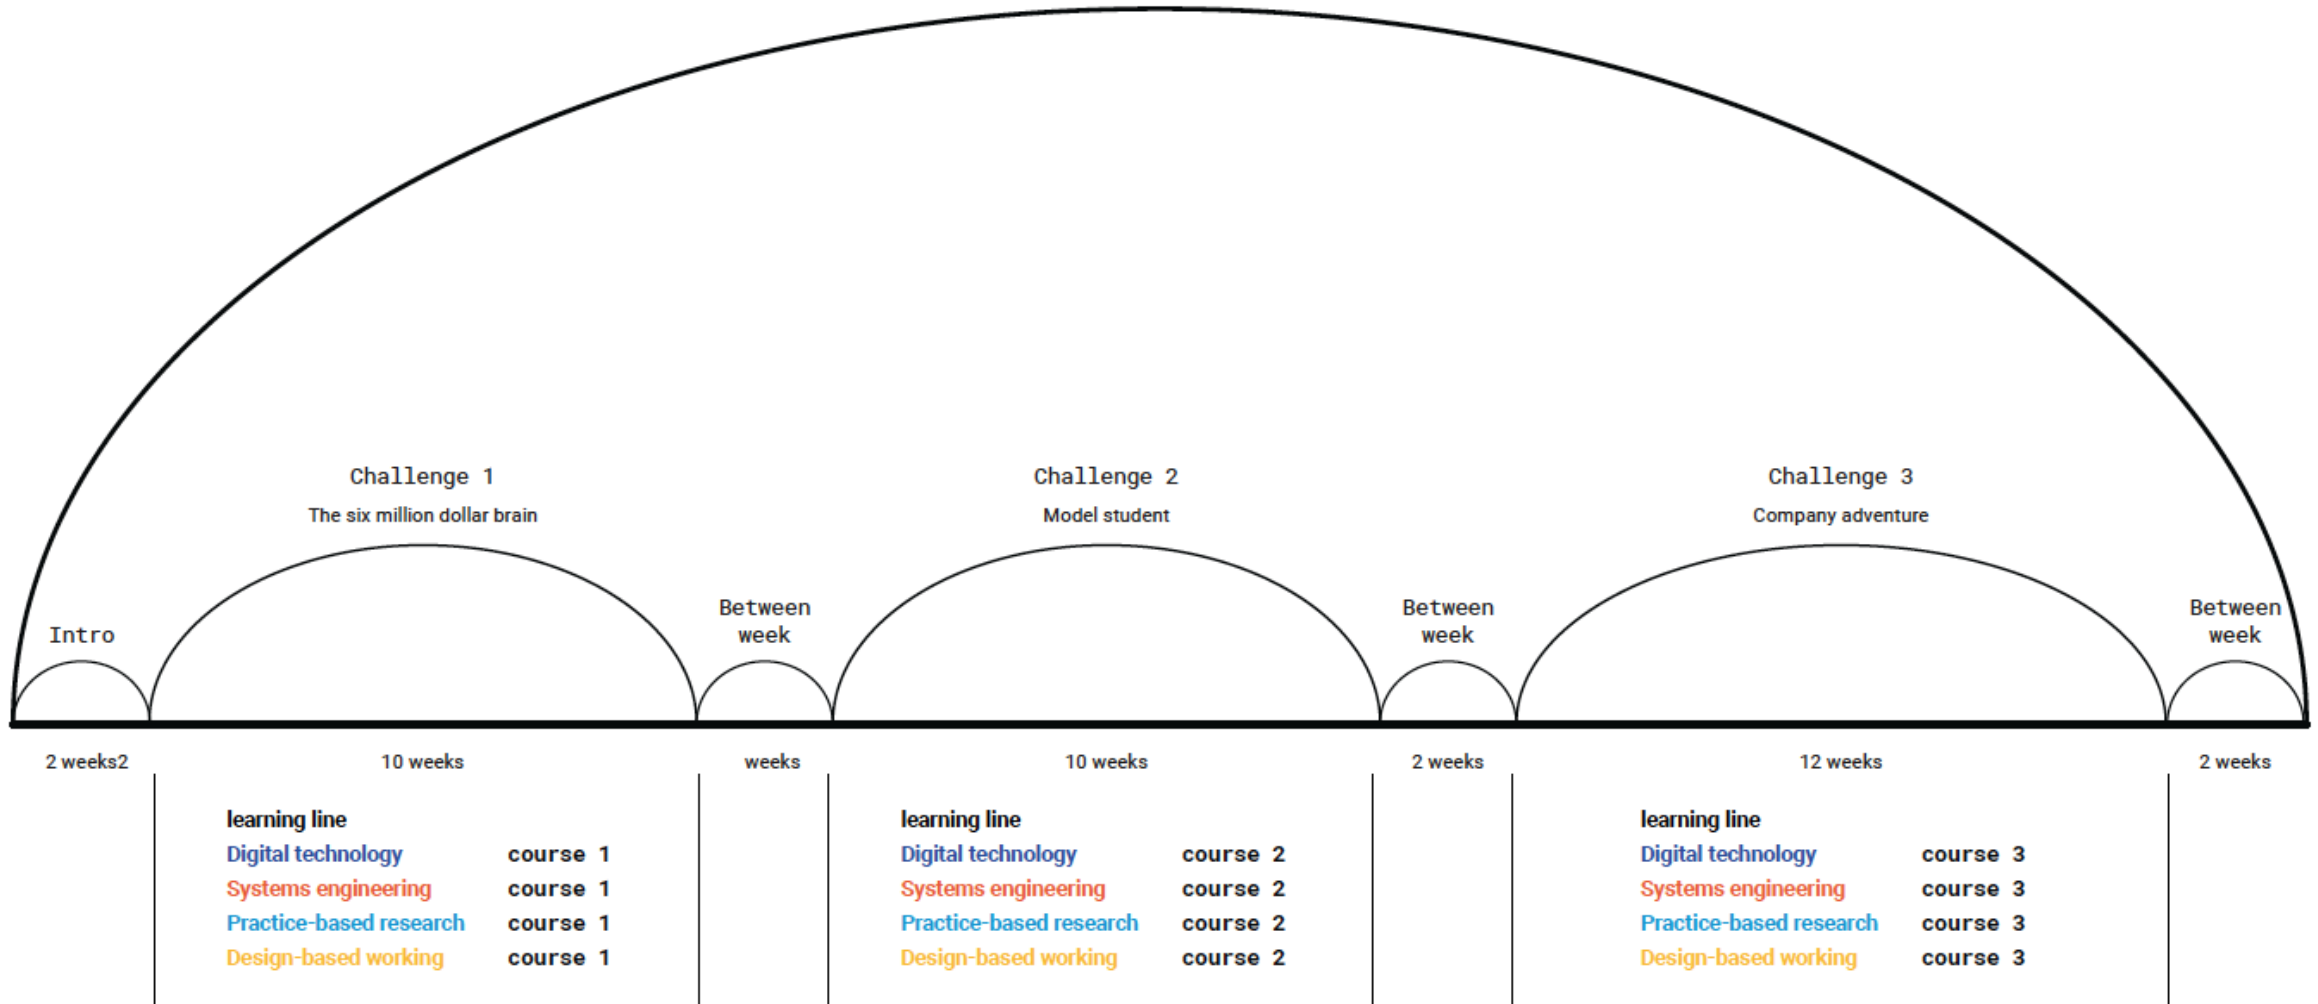 Challenge 1
The six million dollar brain
Challenge 2
Model student
Challenge 3
Company adventure
Intro
Between
week
Between
week
Between
week
2 weeks2
10 weeks
weeks
10 weeks
2 weeks
12 weeks
2 weeks
learning line
Digital technology course 1
Systems engineering course 1
Practice-based research course 1
Design-based working course 1
learning line
Digital technology course 2
Systems engineering course 2
Practice-based research course 2
Design-based working course 2
learning line
Digital technology course 3
Systems engineering course 3
Practice-based research course 3
Design-based working course 3